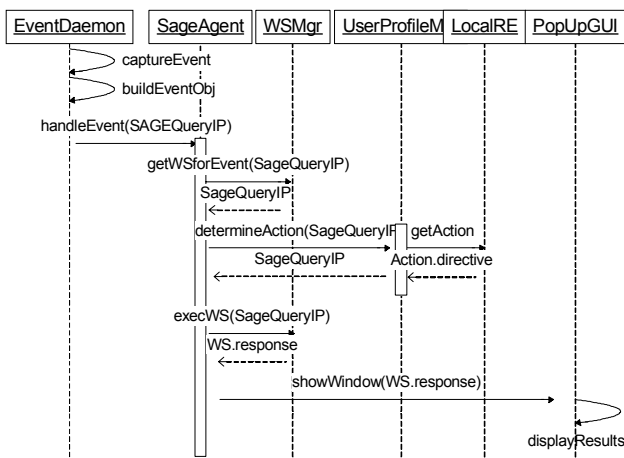 EventDaemon SageAgent WSMgr UserProfileM LocalRE PopUpGUI
captureEvent
buildEventObj
handleEvent(SAGEQueryIP)
getWSforEvent(SageQueryIP)
SageQueryIP
determineAction(SageQueryIP getAction
SageQueryIP Action.directive
execWS(SageQueryIP)
WS.response
showWindow(WS.response)
displayResults